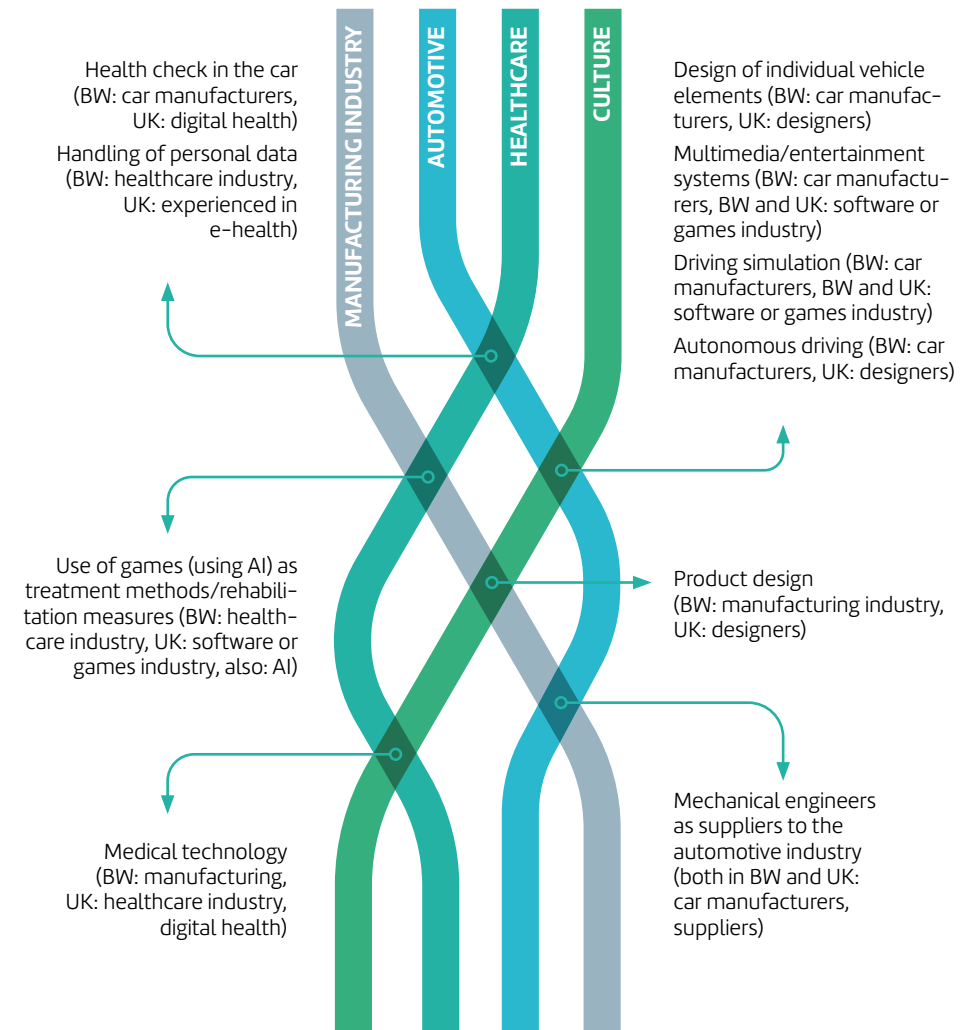 MANUFACTURING INDUSTRY
AUTOMOTIVE
HEALTHCARE
CULTURE
Health check in the car
(BW: car manufacturers,
UK: digital health)
Handling of personal data
(BW: healthcare industry,
UK: experienced in
e-health)
Design of individual vehicle
elements (BW: car manufac-
turers, UK: designers)
Multimedia/entertainment
systems (BW: car manufactu-
rers, BW and UK: software or
games industry)
Driving simulation (BW: car
manufacturers, BW and UK:
software or games industry)
Autonomous driving (BW: car
manufacturers, UK: designers)
Use of games (using AI) as
treatment methods/rehabili-
tation measures (BW: health-
care industry, UK: software or
games industry, also: AI)
Product design
(BW: manufacturing industry,
UK: designers)
Medical technology
(BW: manufacturing,
UK: healthcare industry,
digital health)
Mechanical engineers
as suppliers to the
automotive industry
(both in BW and UK:
car manufacturers,
suppliers)